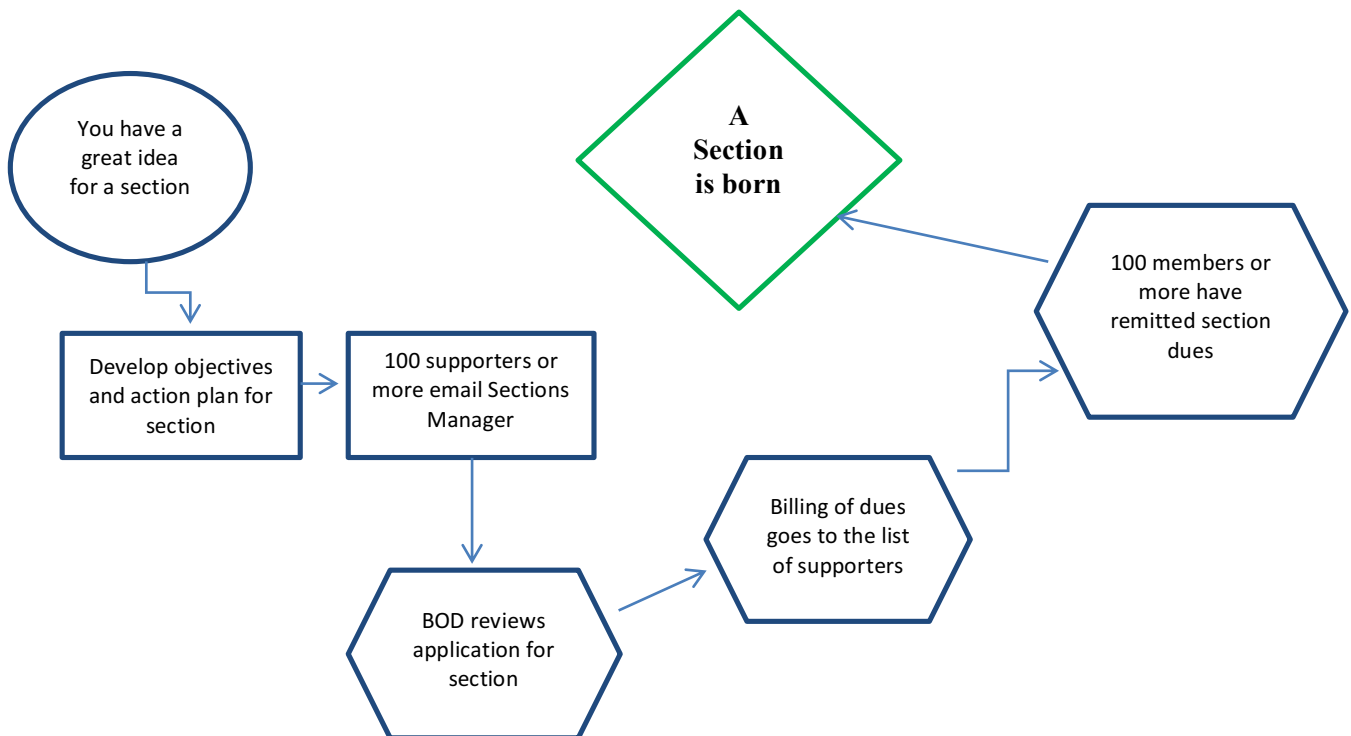 You have a
great idea
for a section
Develop objectives
and action plan for
section
100 supporters or
more email Sections
Manager
BOD reviews
application for
section
Billing of dues
goes to the list
of supporters
100 members or
more have
remitted section
dues
A
Section
is born